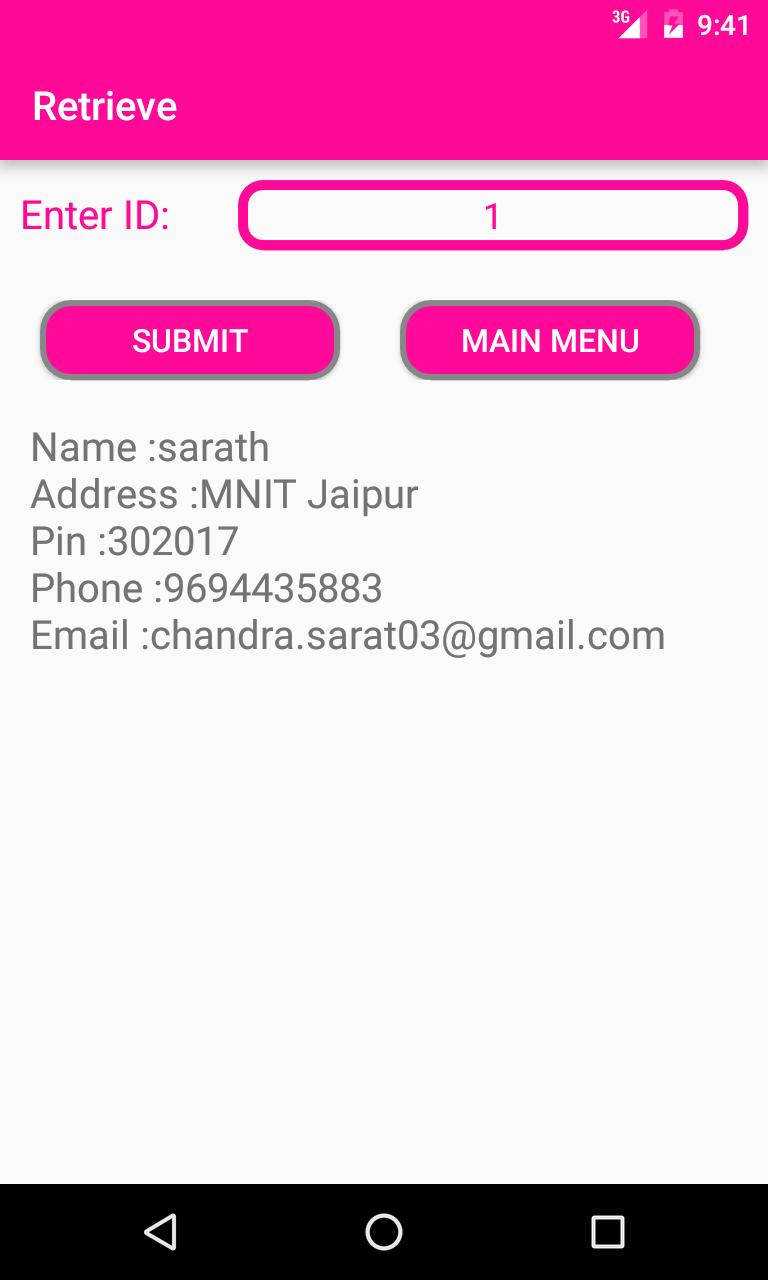 3G 9:41
Retrieve
Enter ID: 1
SUBMIT MAIN MENU
Name :sarath
Address :MNIT Jaipur
Pin :302017
Phone :9694435883
Email :chandra.sarat03@gmail.com